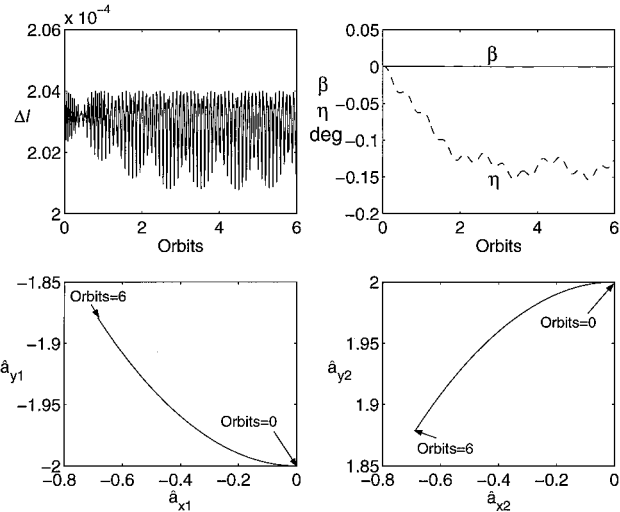 x 10⁻⁴
2.06
2.04
2.02
2
Δl
0 2 4 6
Orbits
0.05
0
-0.05
-0.1
-0.15
-0.2
β
η
deg
β
η
0 2 4 6
Orbits
-1.85
-1.9
-1.95
-2
â_y1
Orbits=6
Orbits=0
-0.8 -0.6 -0.4 -0.2 0
â_x1
2
1.95
1.9
1.85
â_y2
Orbits=0
Orbits=6
-0.8 -0.6 -0.4 -0.2 0
â_x2